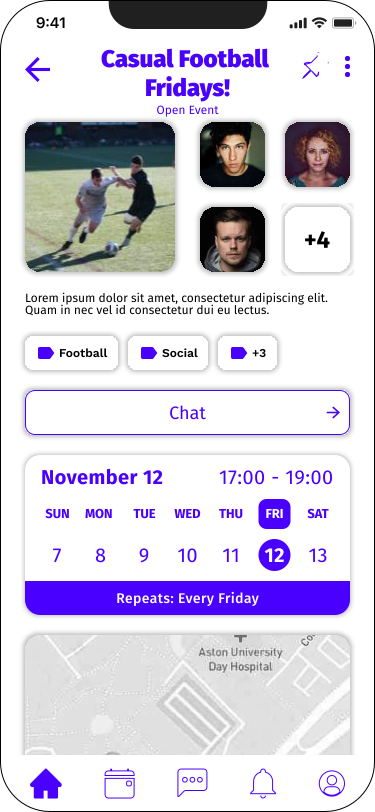 9:41
Casual Football
Fridays!
Open Event
+4
Lorem ipsum dolor sit amet, consectetur adipiscing elit.
Quam in nec vel id consectetur dui eu lectus.
Football Social +3
Chat
November 12 17:00 - 19:00
SUN MON TUE WED THU FRI SAT
7 8 9 10 11 12 13
Repeats: Every Friday
Aston University
Day Hospital